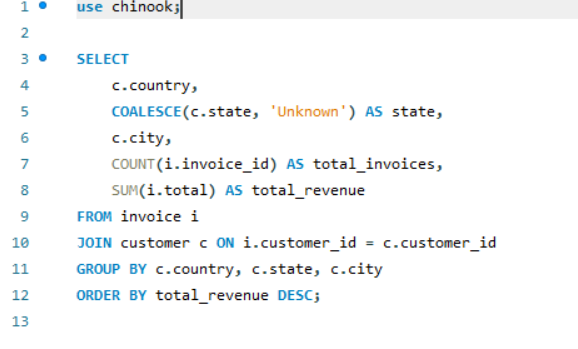 1 use chinook;
2
3 SELECT
4 c.country,
5 COALESCE(c.state, 'Unknown') AS state,
6 c.city,
7 COUNT(i.invoice_id) AS total_invoices,
8 SUM(i.total) AS total_revenue
9 FROM invoice i
10 JOIN customer c ON i.customer_id = c.customer_id
11 GROUP BY c.country, c.state, c.city
12 ORDER BY total_revenue DESC;
13